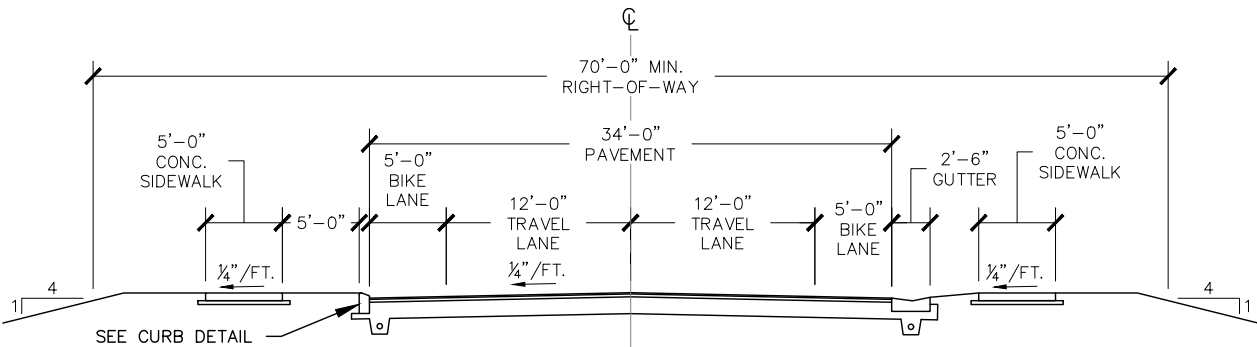 ℄
70'-0" MIN.
RIGHT-OF-WAY
34'-0"
PAVEMENT
5'-0"
CONC.
SIDEWALK
5'-0"
BIKE
LANE
2'-6"
GUTTER
5'-0"
CONC.
SIDEWALK
5'-0"
12'-0"
TRAVEL
LANE
12'-0"
TRAVEL
LANE
5'-0"
BIKE
LANE
¼"/FT.
¼"/FT.
¼"/FT.
4
1
4
1
SEE CURB DETAIL